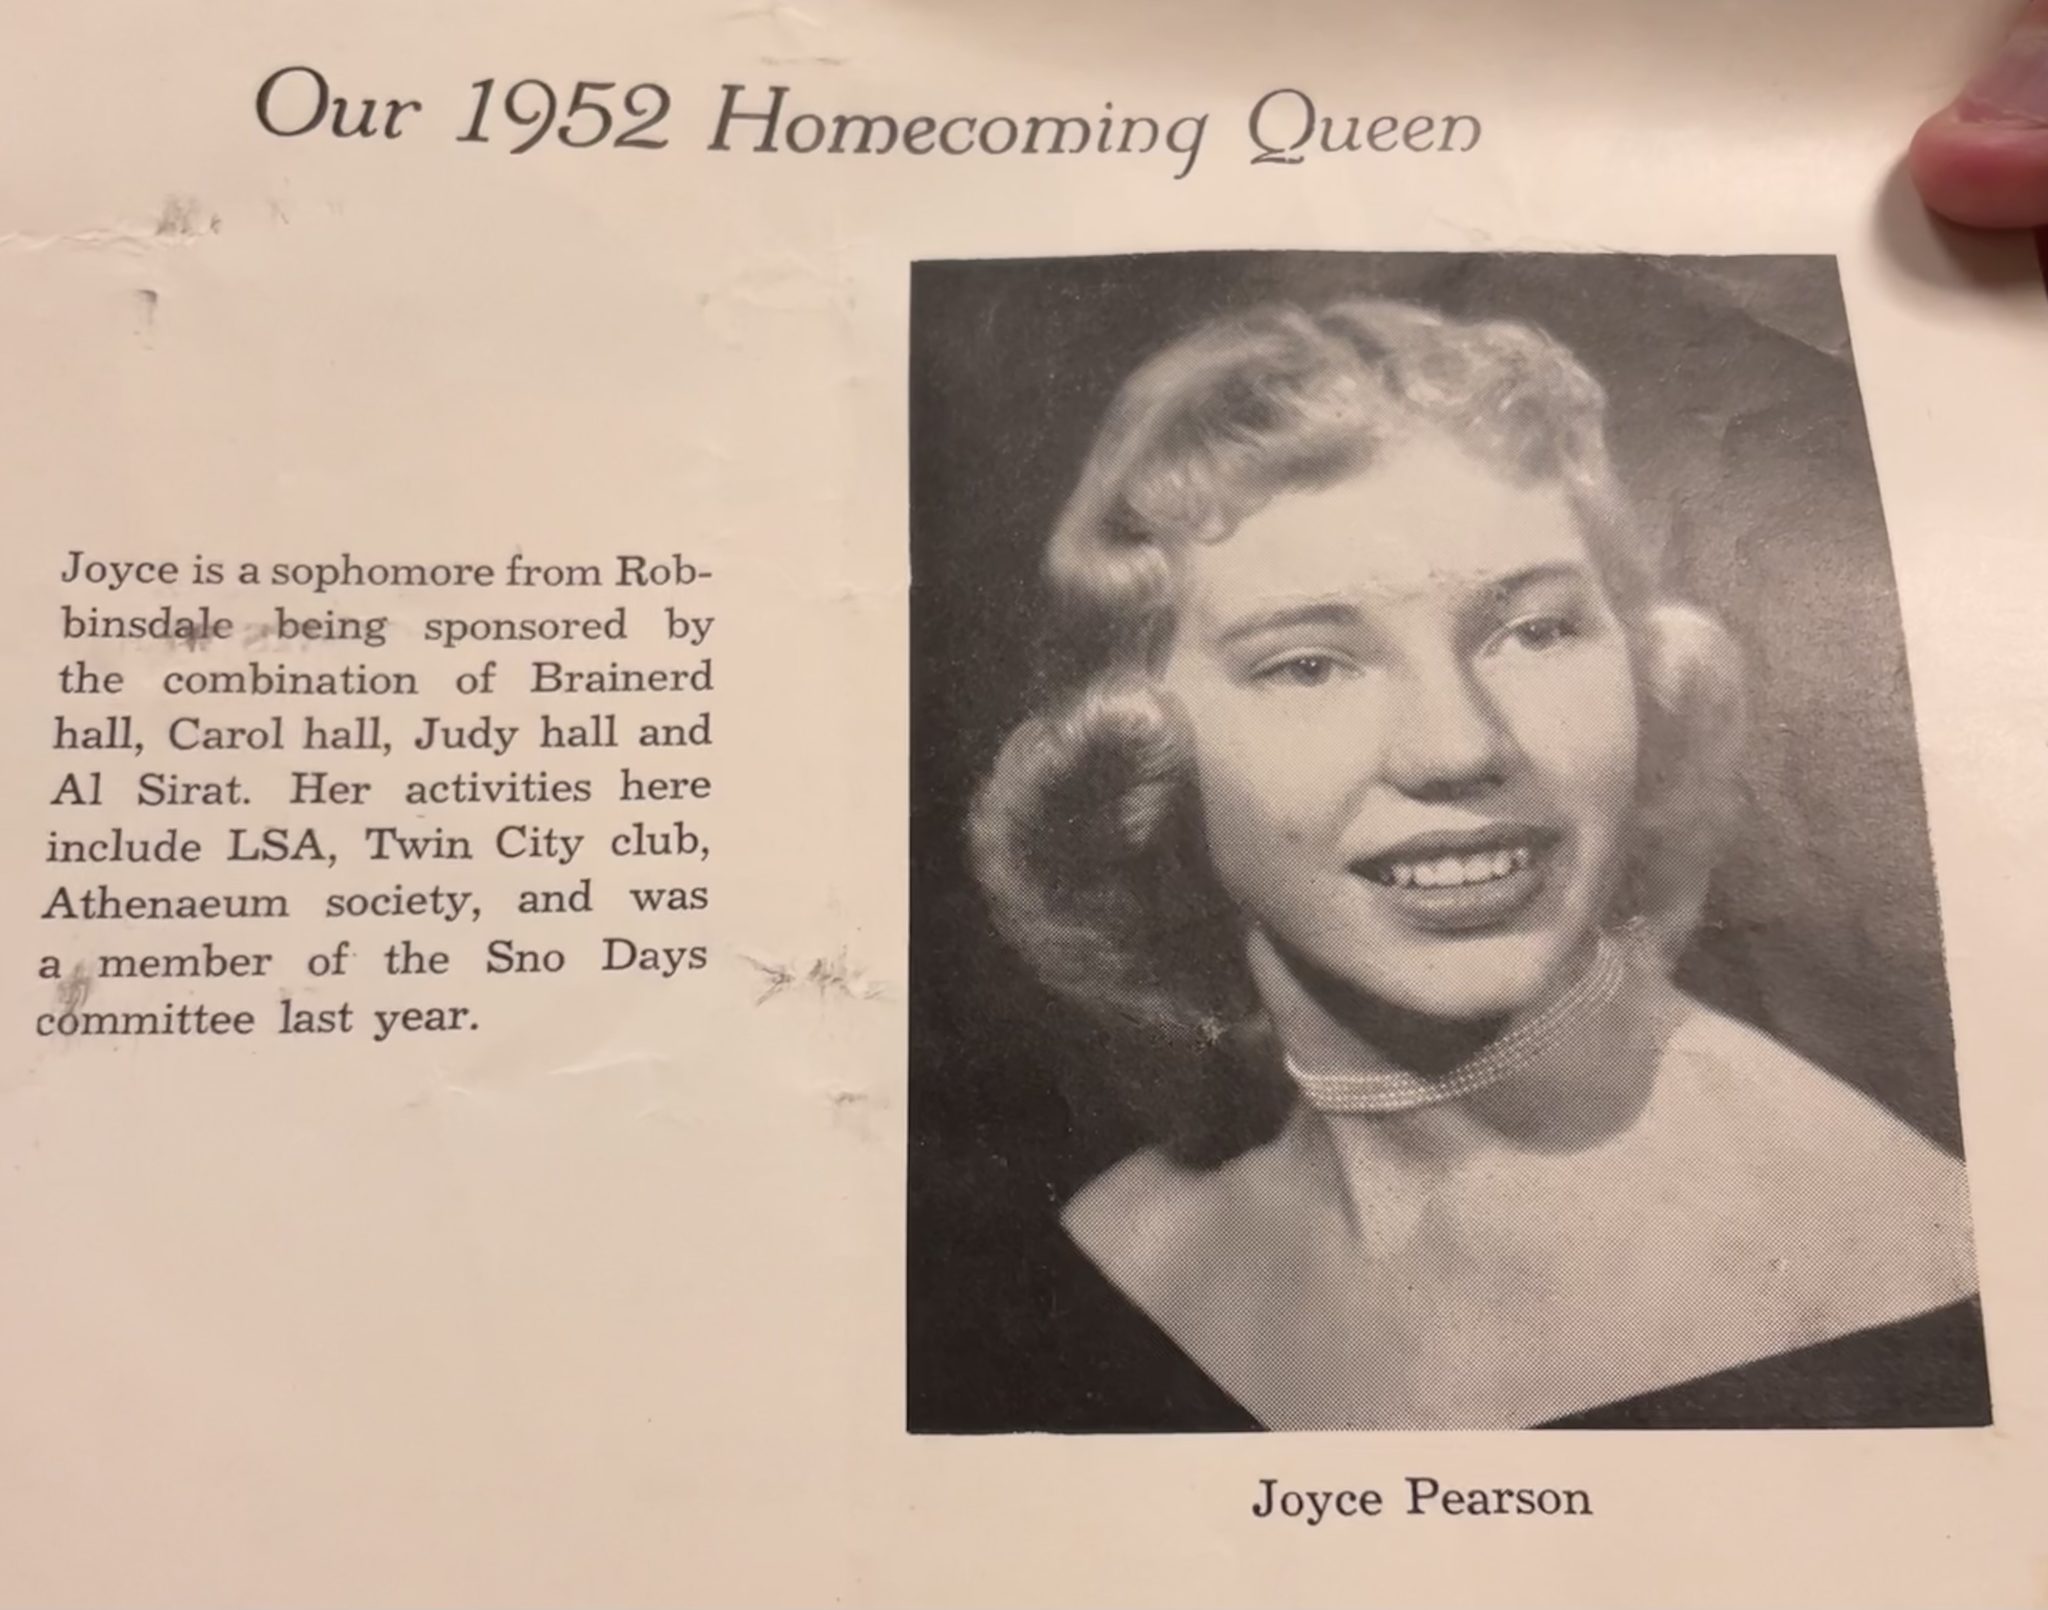 Our 1952 Homecoming Queen
Joyce is a sophomore from Rob-
binsdale being sponsored by
the combination of Brainerd
hall, Carol hall, Judy hall and
Al Sirat. Her activities here
include LSA, Twin City club,
Athenaeum society, and was
a member of the Sno Days
committee last year.
Joyce Pearson